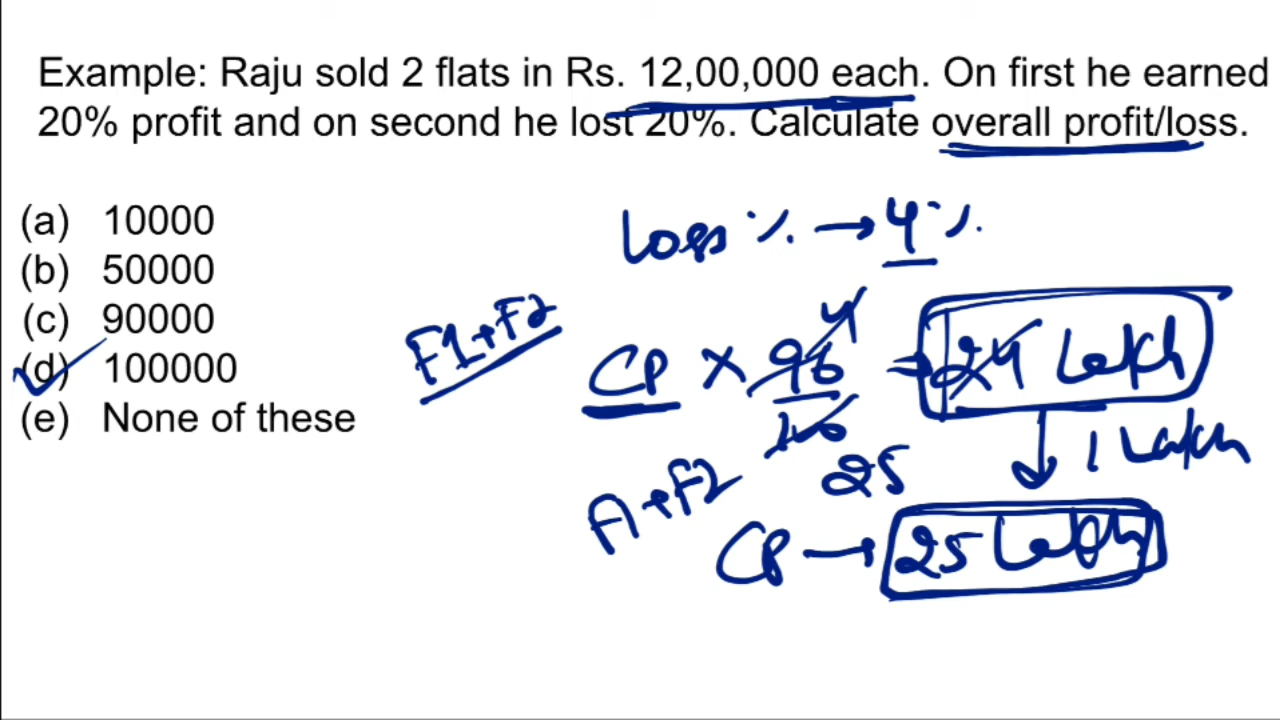 Example: Raju sold 2 flats in Rs. 12,00,000 each. On first he earned
20% profit and on second he lost 20%. Calculate overall profit/loss.
(a) 10000
(b) 50000
(c) 90000
(d) 100000
(e) None of these
Loss % → 4 %
F1+F2
CP × 96/100 → 24 Lakh
4
25
1 Lakh
F1+F2
CP → 25 Lakh